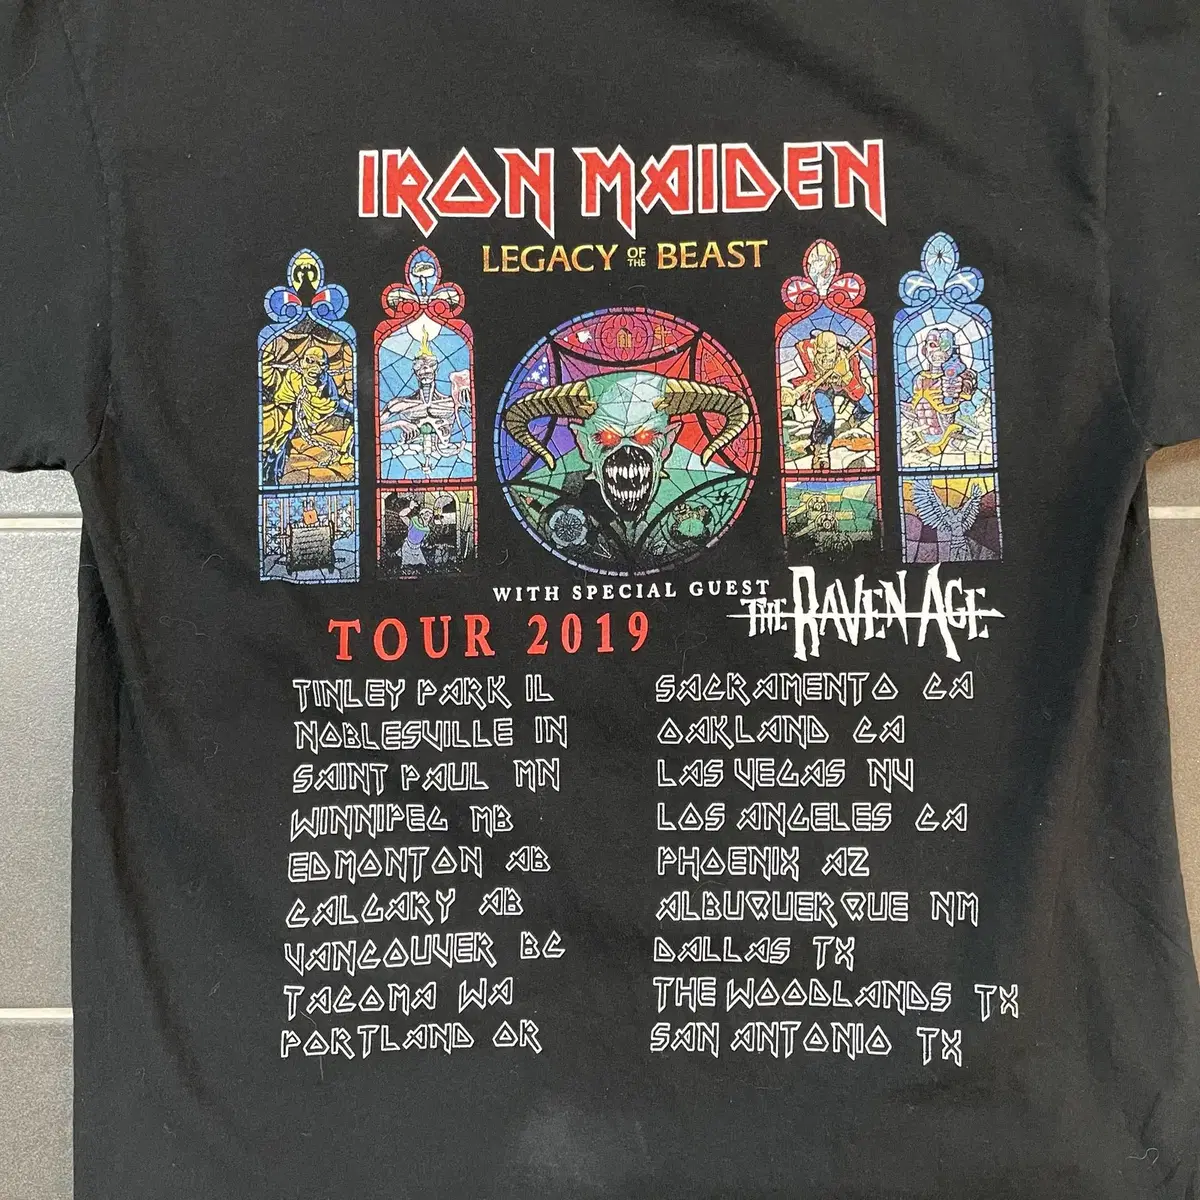 IRON MAIDEN
LEGACY OF THE BEAST
WITH SPECIAL GUEST THE RAVEN AGE
TOUR 2019
TINLEY PARK IL
NOBLESVILLE IN
SAINT PAUL MN
WINNIPEG MB
EDMONTON AB
CALGARY AB
VANCOUVER BC
TACOMA WA
PORTLAND OR
SACRAMENTO CA
OAKLAND CA
LAS VEGAS NV
LOS ANGELES CA
PHOENIX AZ
ALBUQUERQUE NM
DALLAS TX
THE WOODLANDS TX
SAN ANTONIO TX